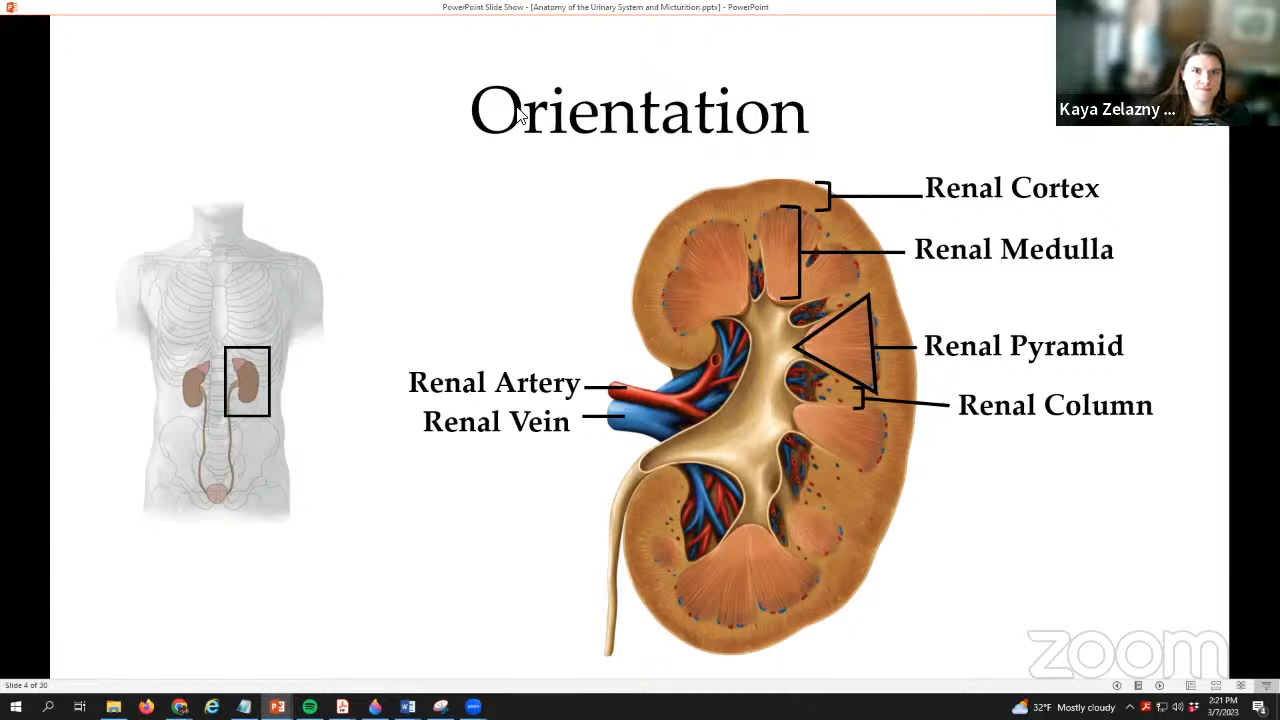 PowerPoint Slide Show - [Anatomy of the Urinary System and Micturition.pptx] - PowerPoint
Kaya Zelazny ...
Orientation
Renal Cortex
Renal Medulla
Renal Pyramid
Renal Artery
Renal Column
Renal Vein
zoom
Slide 4 of 30
32°F Mostly cloudy
2:21 PM
3/7/2023